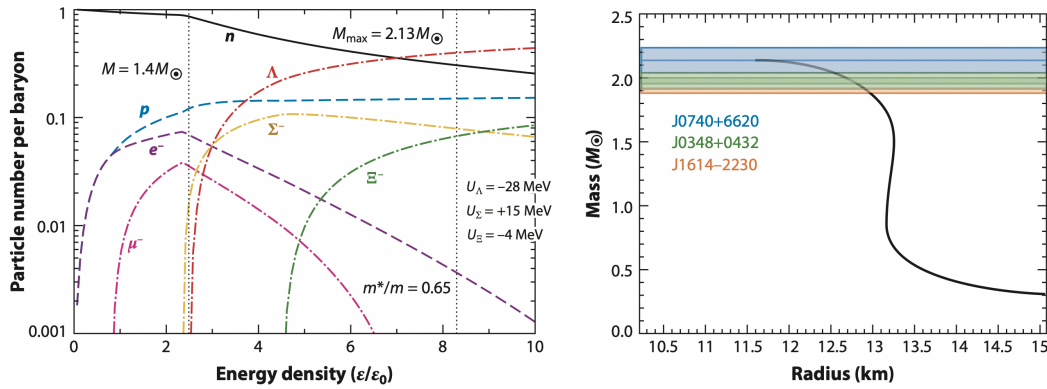 1
0.1
0.01
0.001
Particle number per baryon
0
2
4
6
8
10
Energy density (ε/ε₀)
n
M_max = 2.13M☉
M = 1.4M☉
Λ
p
Σ⁻
e⁻
Ξ⁻
U_Λ = –28 MeV
U_Σ = +15 MeV
U_Ξ = –4 MeV
μ⁻
m*/m = 0.65
2.5
2.0
1.5
1.0
0.5
0.0
Mass (M☉)
J0740+6620
J0348+0432
J1614–2230
10.5
11
11.5
12
12.5
13
13.5
14
14.5
15
Radius (km)